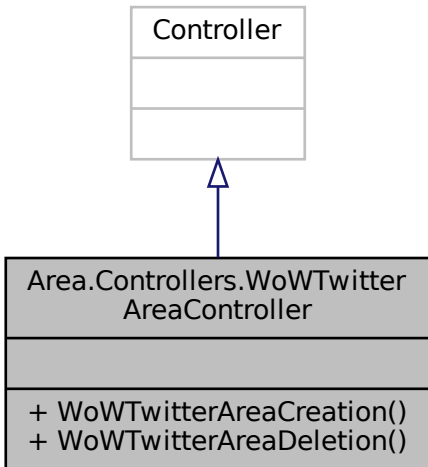 Controller
Area.Controllers.WoWTwitter
AreaController
+ WoWTwitterAreaCreation()
+ WoWTwitterAreaDeletion()